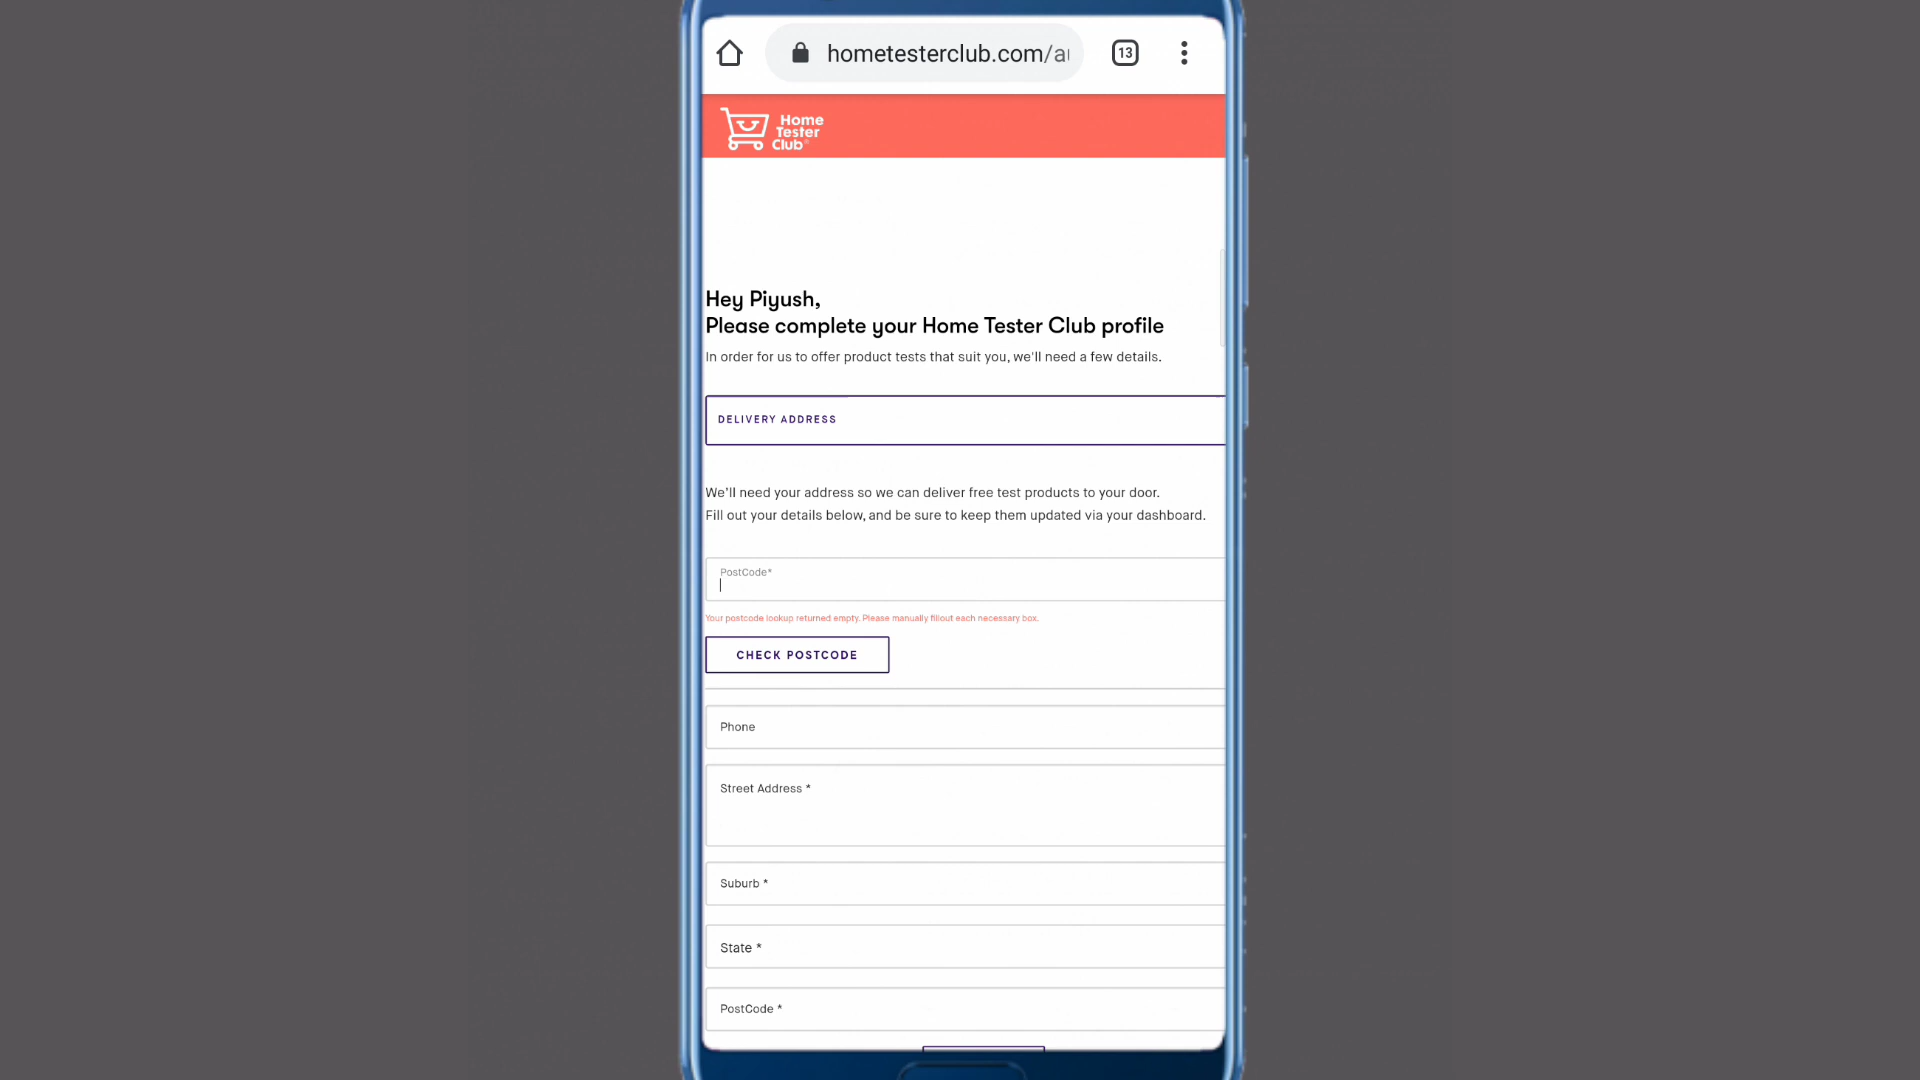 hometesterclub.com/a
13
Home
Tester
Club
Hey Piyush,
Please complete your Home Tester Club profile
In order for us to offer product tests that suit you, we'll need a few details.
DELIVERY ADDRESS
We'll need your address so we can deliver free test products to your door.
Fill out your details below, and be sure to keep them updated via your dashboard.
PostCode*
Your postcode lookup returned empty. Please manually fillout each necessary box.
CHECK POSTCODE
Phone
Street Address *
Suburb *
State *
PostCode *